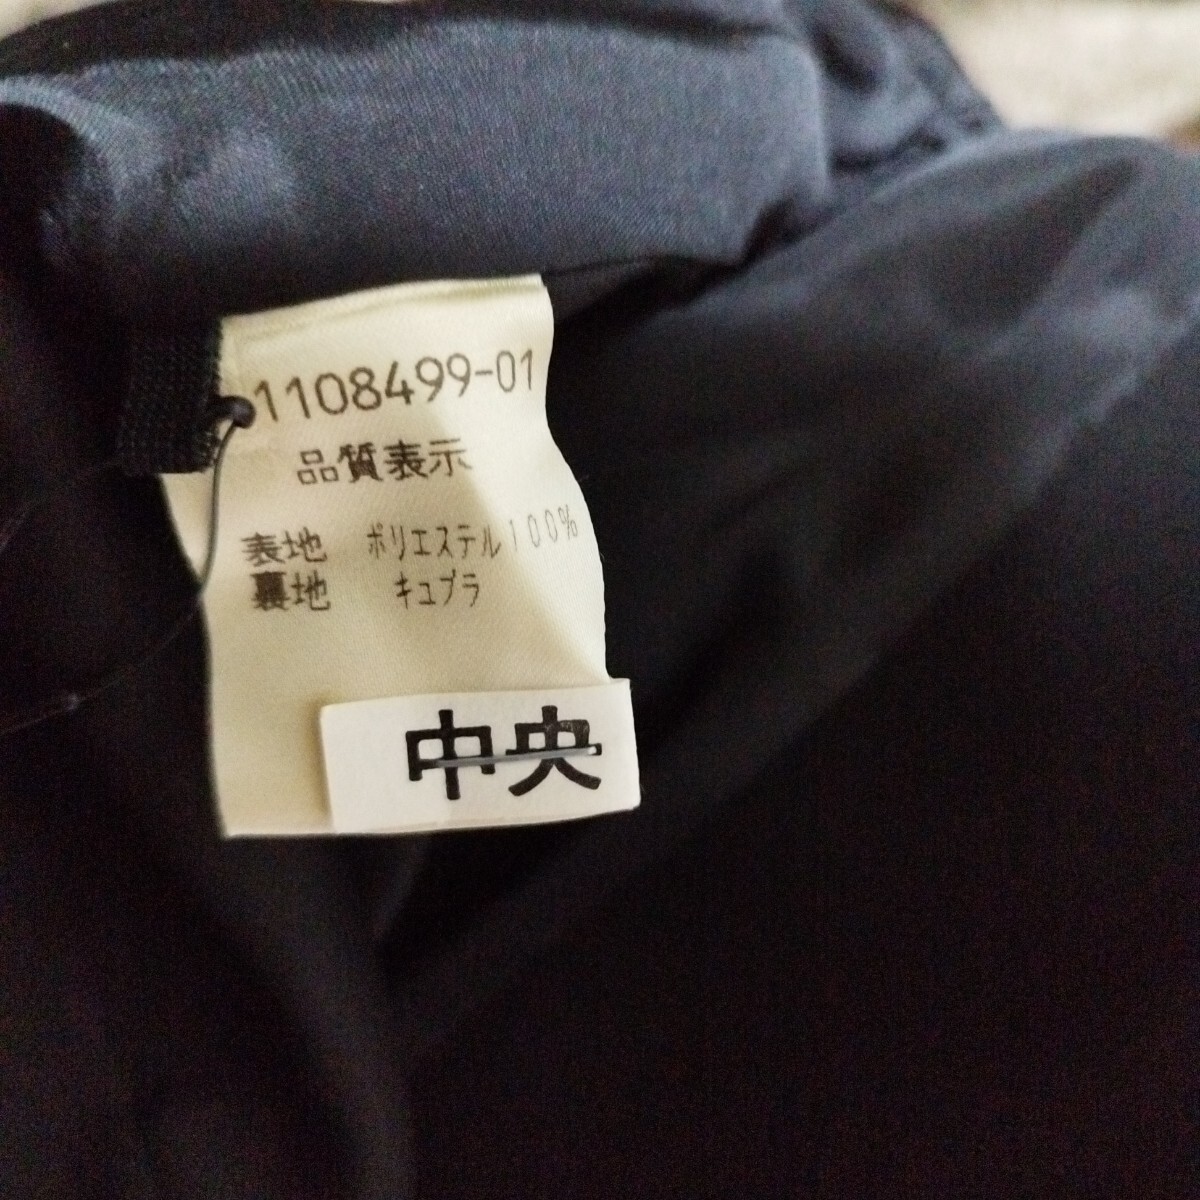 1108499-01
品質表示
表地 ポリエステル100%
裏地 キュプラ
中央